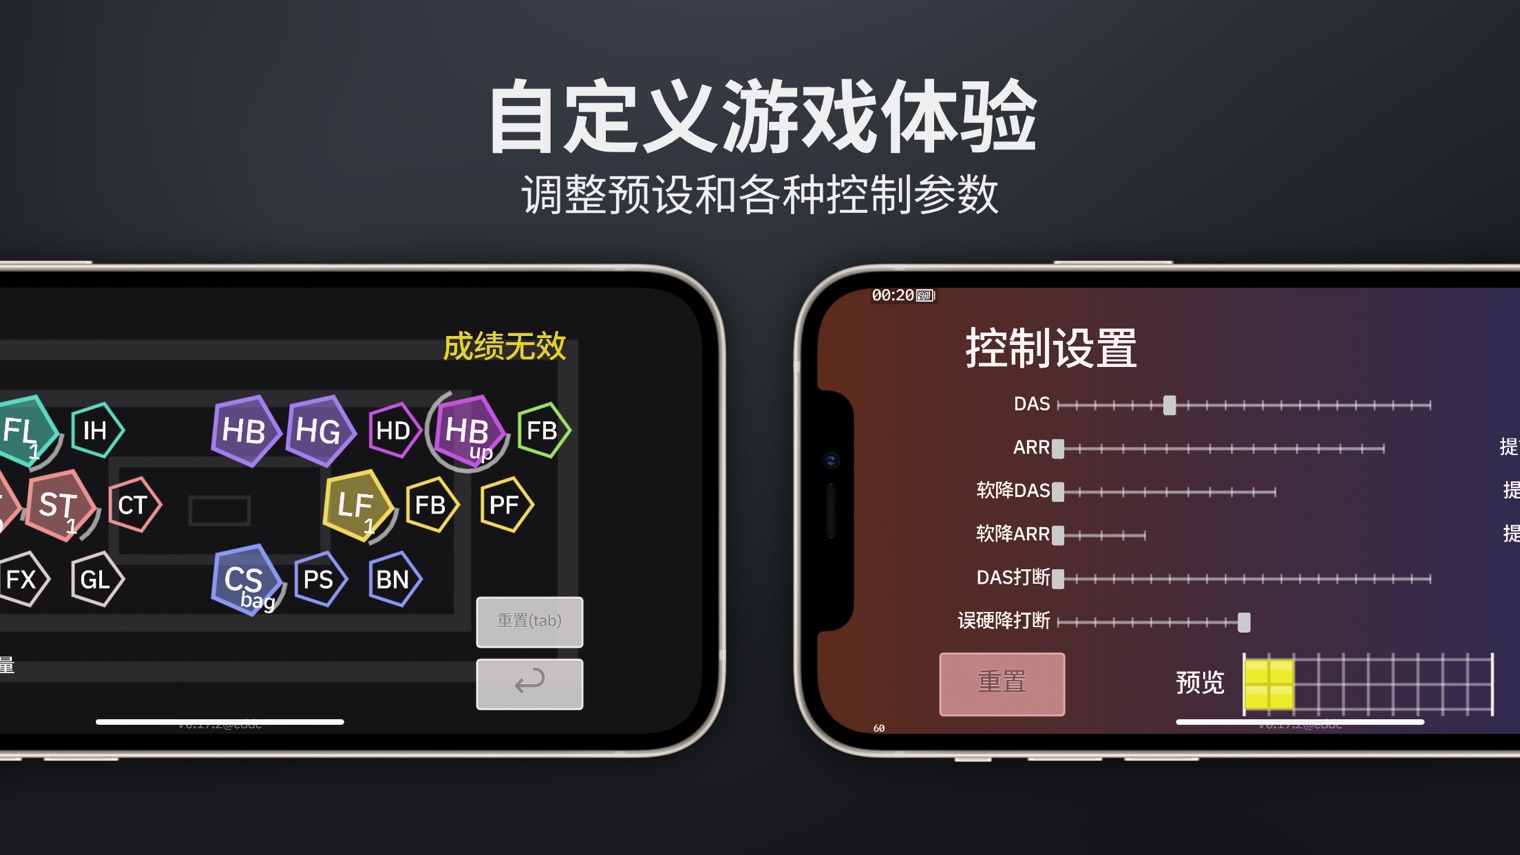 自定义游戏体验
调整预设和各种控制参数
成绩无效
FL 1
IH
HB
HG
HD
HB up
FB
ST 1
CT
LF 1
FB
PF
FX
GL
CS bag
PS
BN
重置(tab)
量
00:20
控制设置
DAS
ARR
软降DAS
软降ARR
DAS打断
误硬降打断
提
提
重置
预览
60